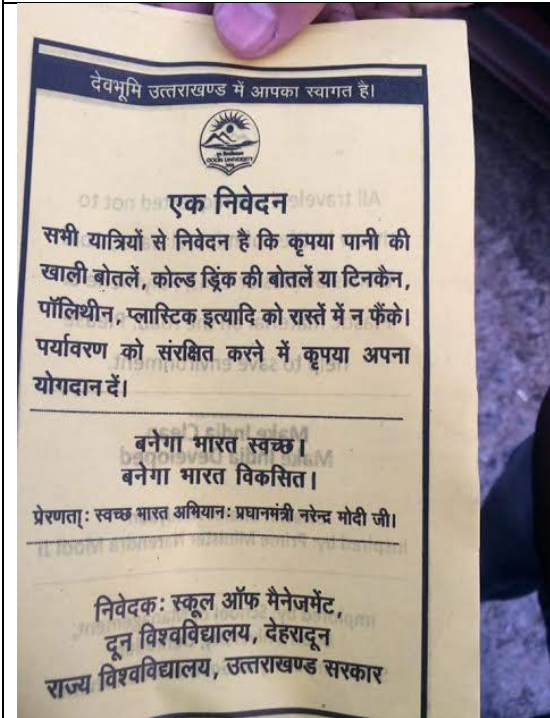 देवभूमि उत्तराखण्ड में आपका स्वागत है।
DOON UNIVERSITY
एक निवेदन
सभी यात्रियों से निवेदन है कि कृपया पानी की
खाली बोतलें, कोल्ड ड्रिंक की बोतलें या टिनकैन,
पॉलिथीन, प्लास्टिक इत्यादि को रास्तें में न फैंके।
पर्यावरण को संरक्षित करने में कृपया अपना
योगदान दें।
बनेगा भारत स्वच्छ।
बनेगा भारत विकसित।
प्रेरणता: स्वच्छ भारत अभियान: प्रधानमंत्री नरेन्द्र मोदी जी।
निवेदक: स्कूल ऑफ मैनेजमेंट,
दून विश्वविद्यालय, देहरादून
राज्य विश्वविद्यालय, उत्तराखण्ड सरकार